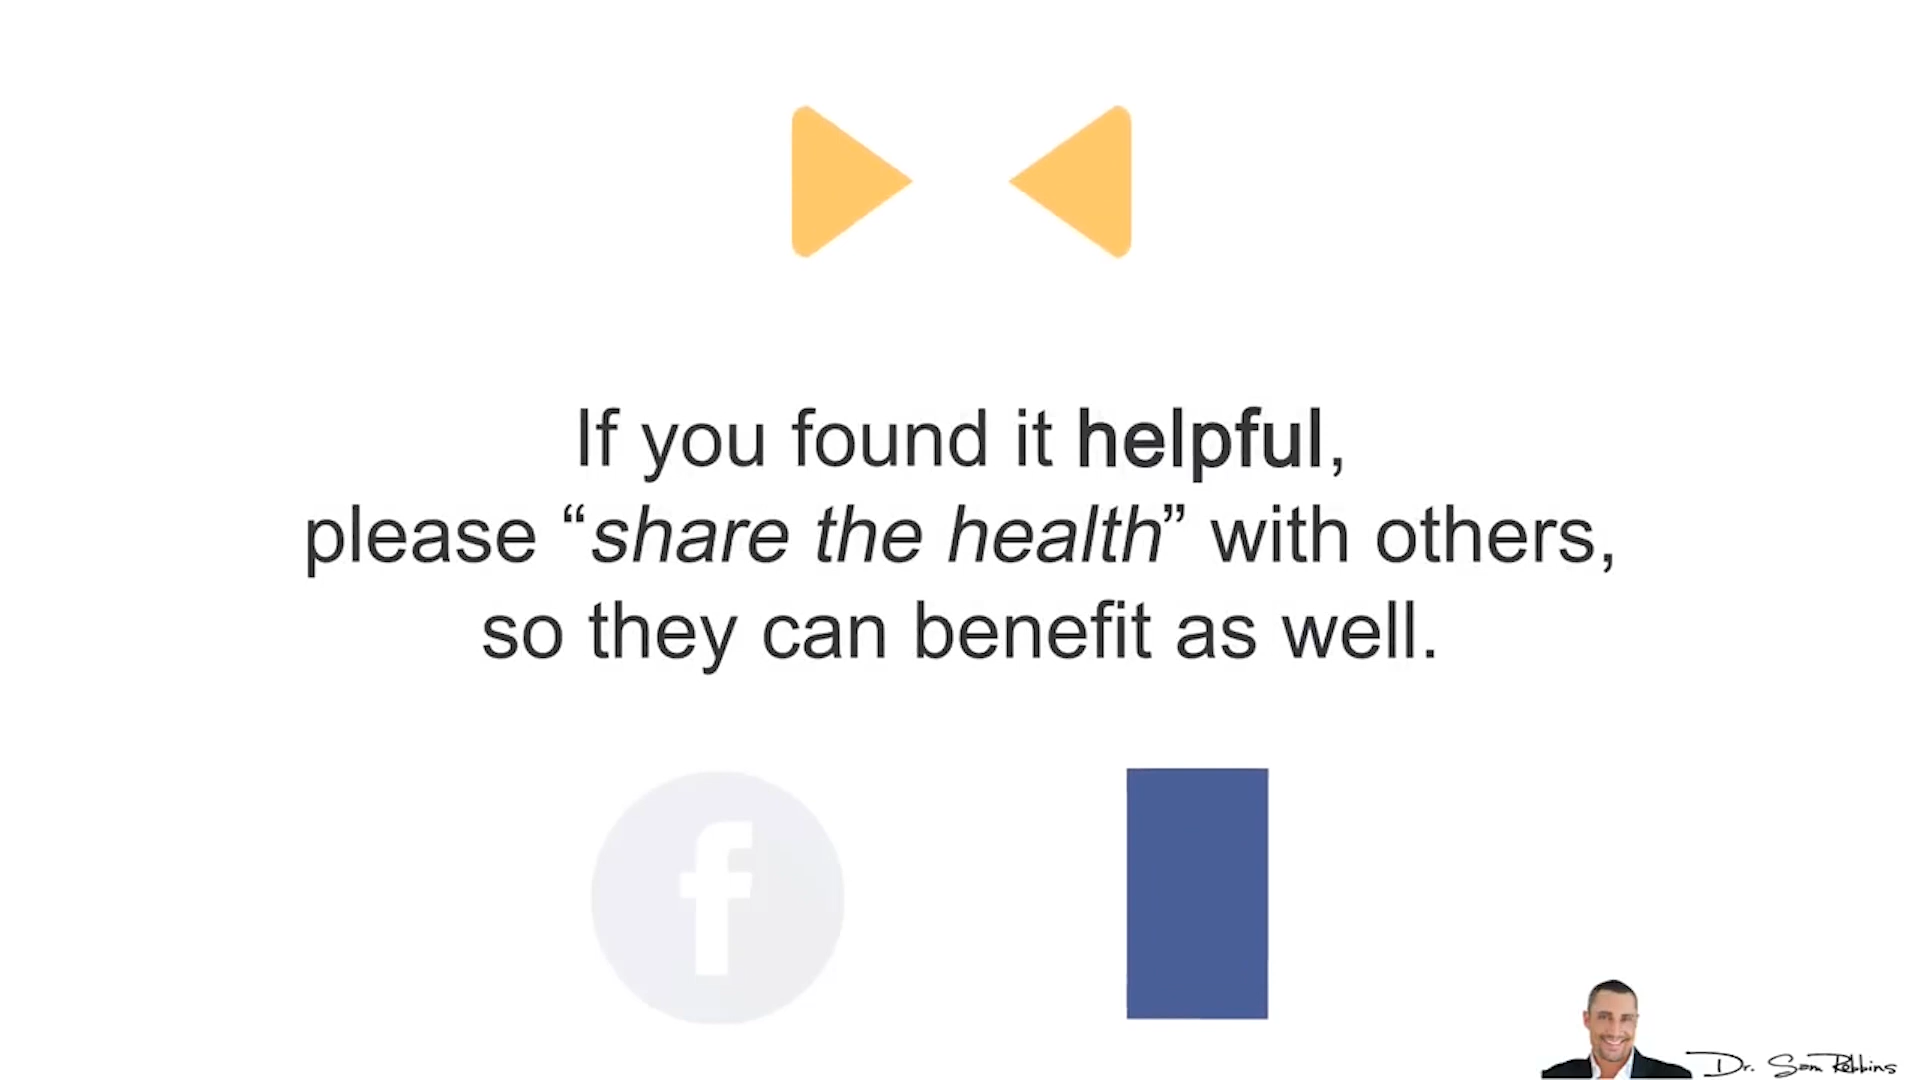 If you found it helpful,
please “share the health” with others,
so they can benefit as well.
f
Dr. Sam Robbins